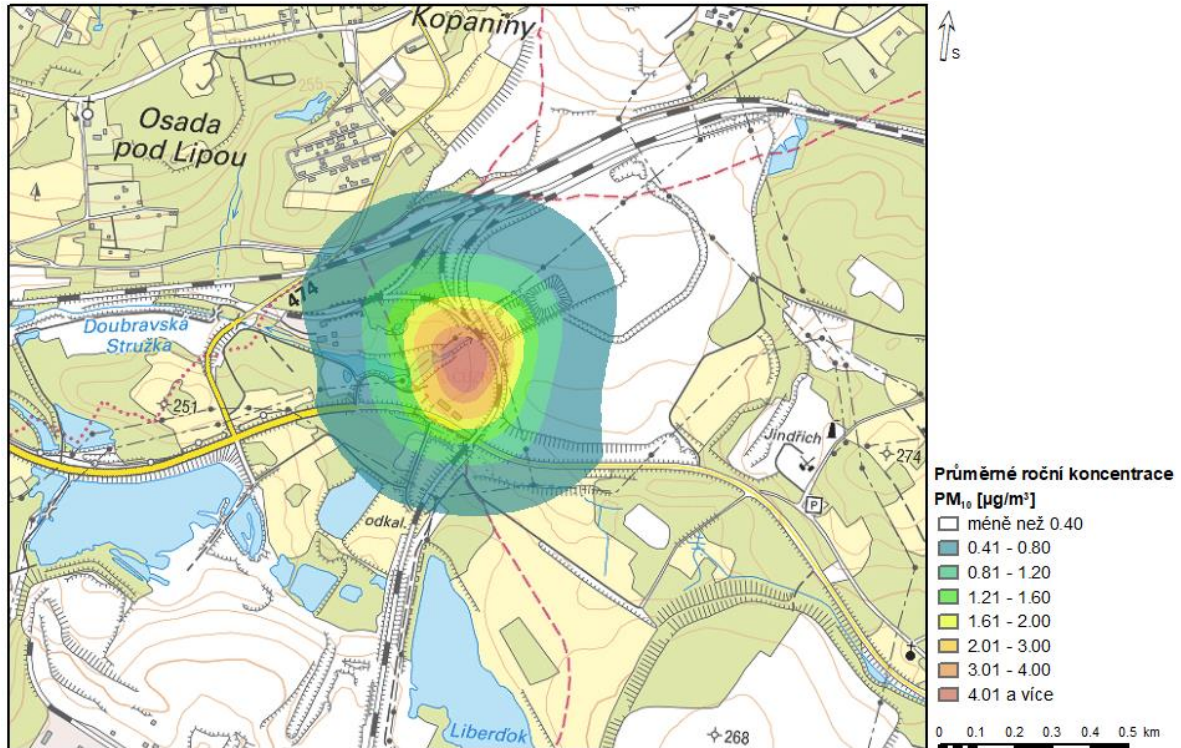 Kopaniny
255
Osada
pod Lipou
474
Doubravská
Stružka
251
Jindřich
274
P
odkal.
Liberdok
268
S
Průměrné roční koncentrace
PM₁₀ [µg/m³]
méně než 0.40
0.41 - 0.80
0.81 - 1.20
1.21 - 1.60
1.61 - 2.00
2.01 - 3.00
3.01 - 4.00
4.01 a více
0 0.1 0.2 0.3 0.4 0.5 km